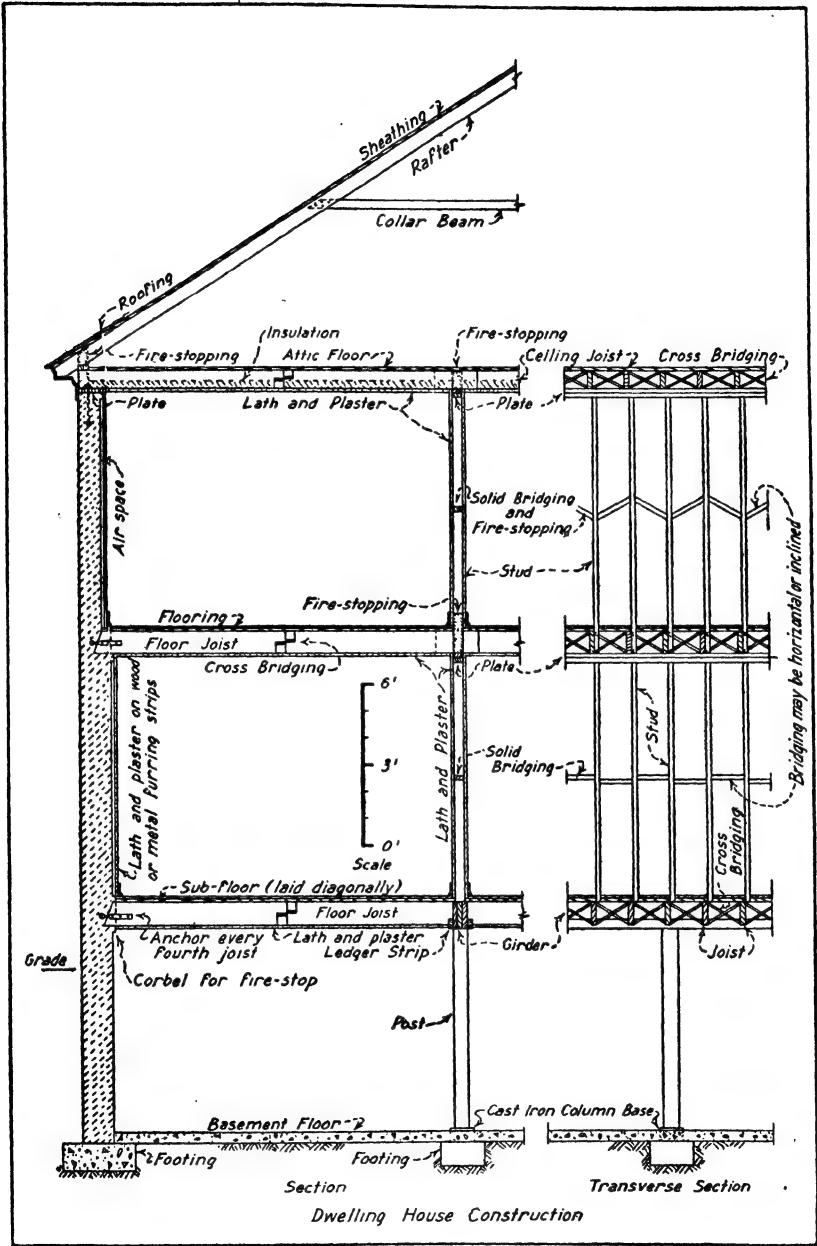 Sheathing
Rafter
Collar Beam
Roofing
Fire-stopping
Insulation
Attic Floor
Fire-stopping
Ceiling Joist
Cross Bridging
Plate
Lath and Plaster
Plate
Air space
Solid Bridging
and
Fire-stopping
Stud
Bridging may be horizontal or inclined
Fire-stopping
Flooring
Floor Joist
Cross Bridging
Plate
6'
3'
0'
Scale
Lath and Plaster
Stud
Solid
Bridging
Lath and plaster on wood
or metal furring strips
Cross
Bridging
Sub-floor (laid diagonally)
Floor Joist
Anchor every
fourth joist
Lath and plaster
Ledger Strip
Girder
Joist
Grade
Corbel for fire-stop
Post
Basement Floor
Cast Iron Column Base
Footing
Footing
Section
Transverse Section
Dwelling House Construction